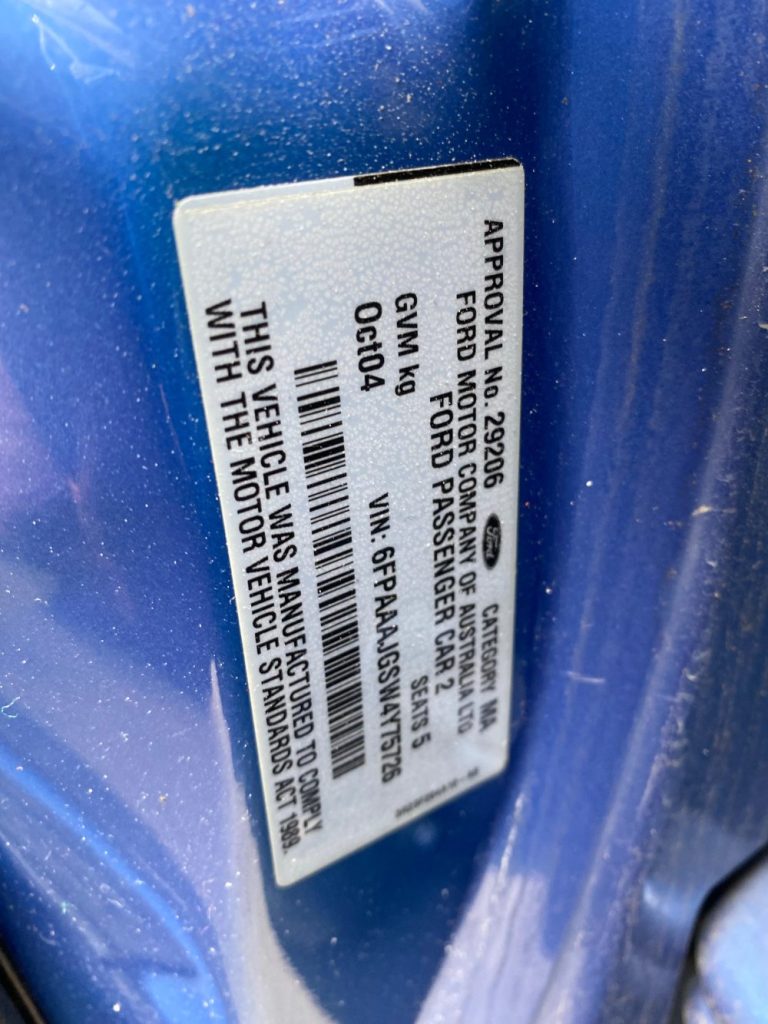 APPROVAL No. 29206 Ford CATEGORY MA
FORD MOTOR COMPANY OF AUSTRALIA LTD
FORD PASSENGER CAR 2
GVM kg SEATS 5
Oct04 VIN: 6FPAAAJGSW4Y75726
THIS VEHICLE WAS MANUFACTURED TO COMPLY
WITH THE MOTOR VEHICLE STANDARDS ACT 1989.